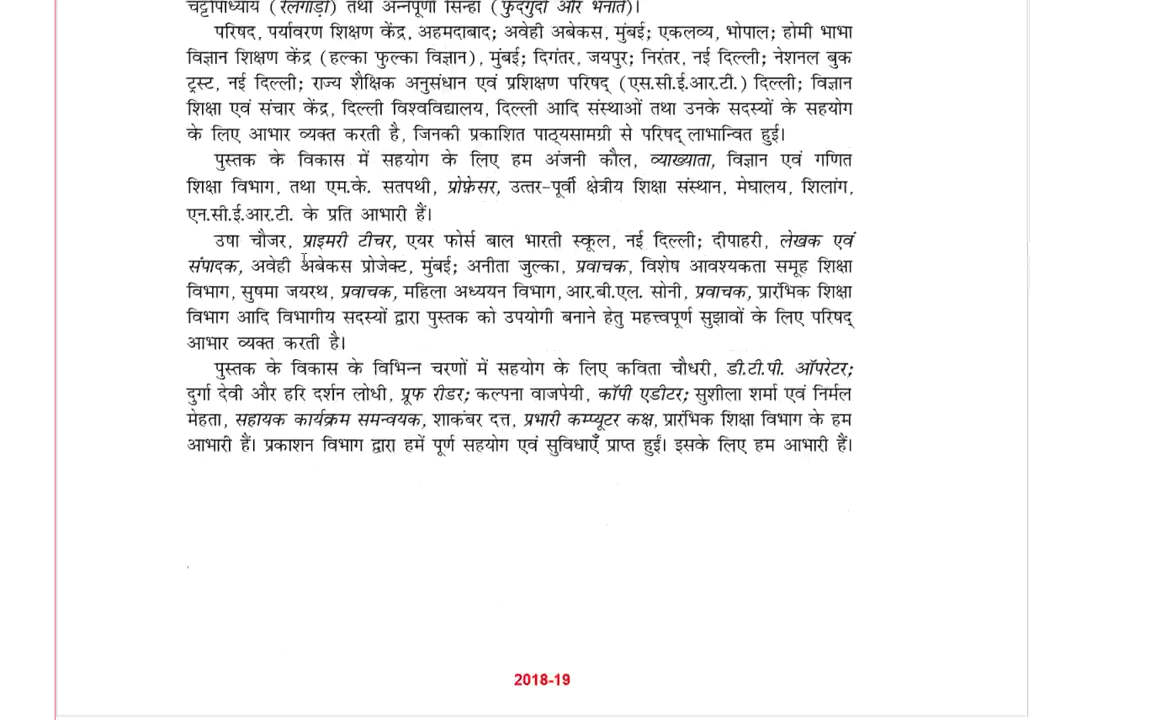 चट्टोपाध्याय (रेलगाड़ी) तथा अन्नपूर्णा सिन्हा (फुदगुदी और भनाते)।
परिषद, पर्यावरण शिक्षण केंद्र, अहमदाबाद; अवेही अबेकस, मुंबई; एकलव्य, भोपाल; होमी भाभा
विज्ञान शिक्षण केंद्र (हल्का फुल्का विज्ञान), मुंबई; दिगंतर, जयपुर; निरंतर, नई दिल्ली; नेशनल बुक
ट्रस्ट, नई दिल्ली; राज्य शैक्षिक अनुसंधान एवं प्रशिक्षण परिषद् (एस.सी.ई.आर.टी.) दिल्ली; विज्ञान
शिक्षा एवं संचार केंद्र, दिल्ली विश्वविद्यालय, दिल्ली आदि संस्थाओं तथा उनके सदस्यों के सहयोग
के लिए आभार व्यक्त करती है, जिनकी प्रकाशित पाठ्यसामग्री से परिषद् लाभान्वित हुई।
पुस्तक के विकास में सहयोग के लिए हम अंजनी कौल, व्याख्याता, विज्ञान एवं गणित
शिक्षा विभाग, तथा एम.के. सतपथी, प्रोफ़ेसर, उत्तर-पूर्वी क्षेत्रीय शिक्षा संस्थान, मेघालय, शिलांग,
एन.सी.ई.आर.टी. के प्रति आभारी हैं।
उषा चौजर, प्राइमरी टीचर, एयर फोर्स बाल भारती स्कूल, नई दिल्ली; दीपाहरी, लेखक एवं
संपादक, अवेही अबेकस प्रोजेक्ट, मुंबई; अनीता जुल्का, प्रवाचक, विशेष आवश्यकता समूह शिक्षा
विभाग, सुषमा जयरथ, प्रवाचक, महिला अध्ययन विभाग, आर.बी.एल. सोनी, प्रवाचक, प्रारंभिक शिक्षा
विभाग आदि विभागीय सदस्यों द्वारा पुस्तक को उपयोगी बनाने हेतु महत्त्वपूर्ण सुझावों के लिए परिषद्
आभार व्यक्त करती है।
पुस्तक के विकास के विभिन्न चरणों में सहयोग के लिए कविता चौधरी, डी.टी.पी. ऑपरेटर;
दुर्गा देवी और हरि दर्शन लोधी, प्रूफ रीडर; कल्पना वाजपेयी, कॉपी एडीटर; सुशीला शर्मा एवं निर्मल
मेहता, सहायक कार्यक्रम समन्वयक, शाकंबर दत्त, प्रभारी कम्प्यूटर कक्ष, प्रारंभिक शिक्षा विभाग के हम
आभारी हैं। प्रकाशन विभाग द्वारा हमें पूर्ण सहयोग एवं सुविधाएँ प्राप्त हुईं। इसके लिए हम आभारी हैं।
2018-19